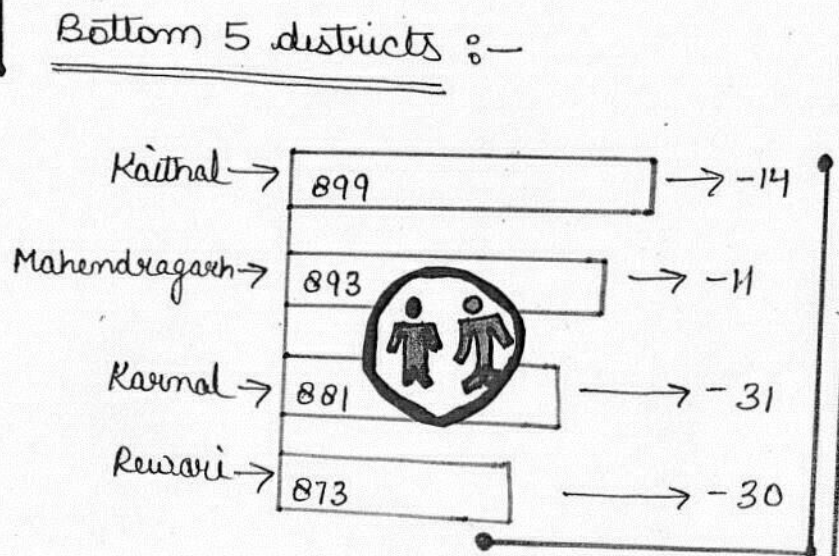 Bottom 5 districts :-
Kaithal → 899 → -14
Mahendragarh → 893 → -11
Karnal → 881 → -31
Rewari → 873 → -30